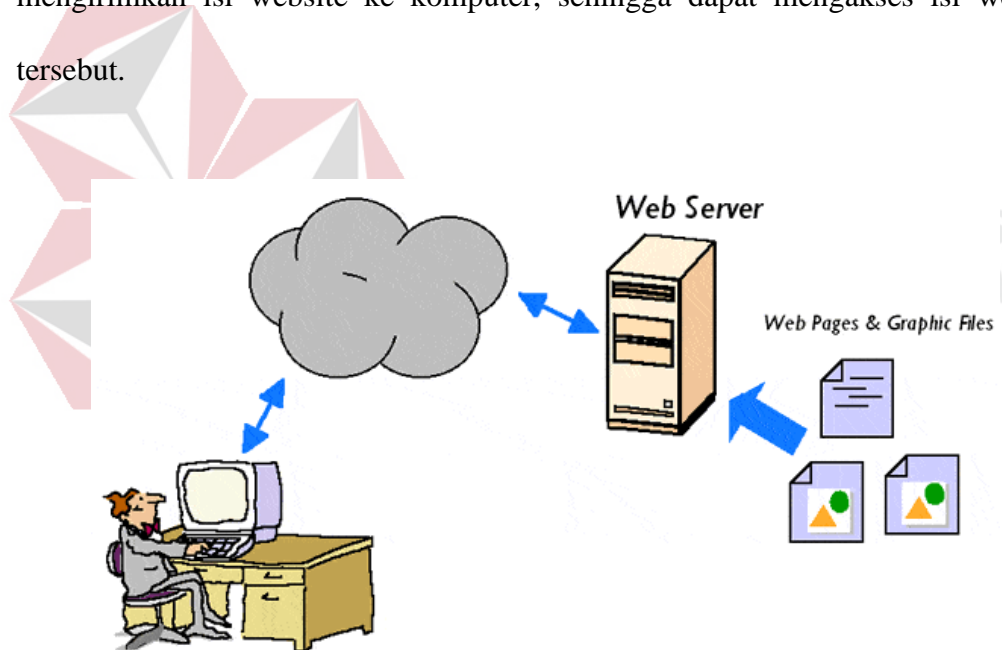 mengirimkan isi website ke komputer, sehingga dapat mengakses isi
tersebut.
Web Server
Web Pages & Graphic Files